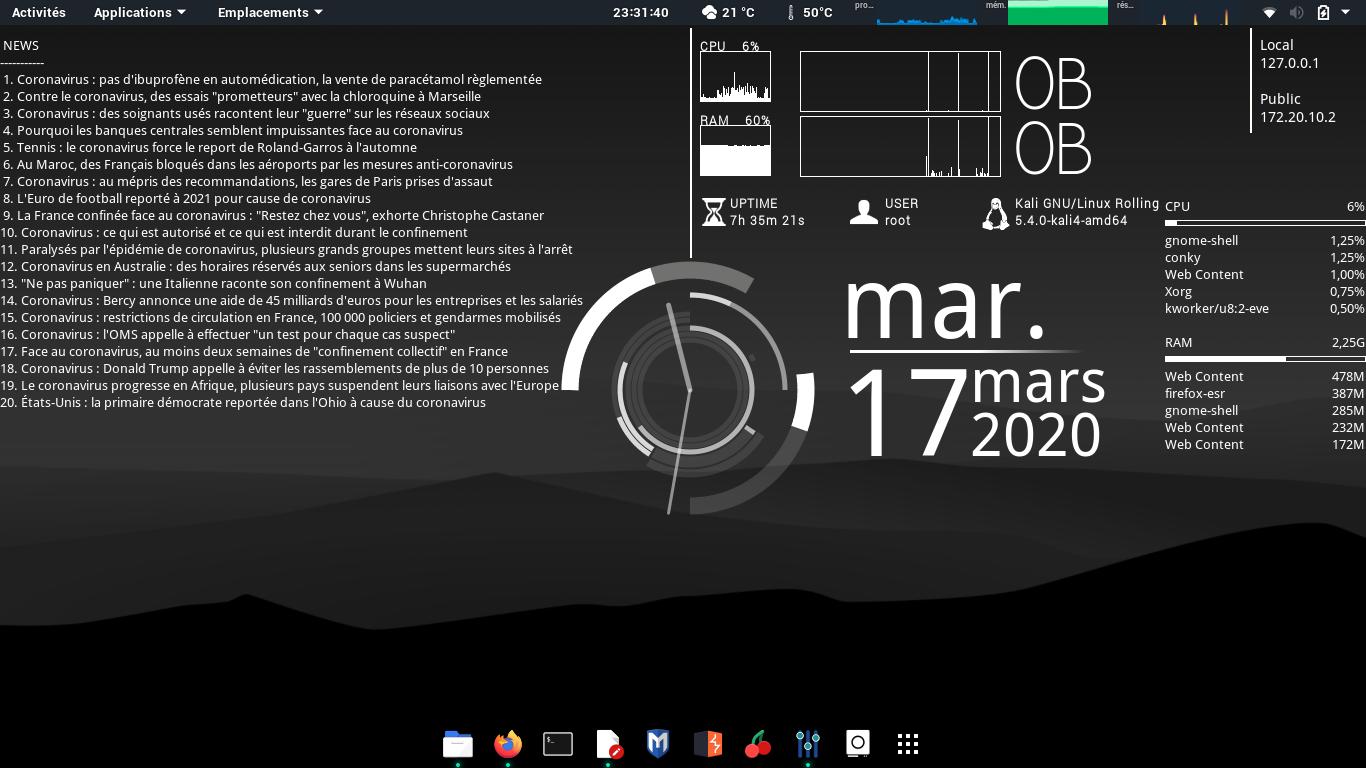 Activités Applications Emplacements 23:31:40 21 °C 50°C pro... mém. rés...
NEWS
-----------
1. Coronavirus : pas d'ibuprofène en automédication, la vente de paracétamol règlementée
2. Contre le coronavirus, des essais "prometteurs" avec la chloroquine à Marseille
3. Coronavirus : des soignants usés racontent leur "guerre" sur les réseaux sociaux
4. Pourquoi les banques centrales semblent impuissantes face au coronavirus
5. Tennis : le coronavirus force le report de Roland-Garros à l'automne
6. Au Maroc, des Français bloqués dans les aéroports par les mesures anti-coronavirus
7. Coronavirus : au mépris des recommandations, les gares de Paris prises d'assaut
8. L'Euro de football reporté à 2021 pour cause de coronavirus
9. La France confinée face au coronavirus : "Restez chez vous", exhorte Christophe Castaner
10. Coronavirus : ce qui est autorisé et ce qui est interdit durant le confinement
11. Paralysés par l'épidémie de coronavirus, plusieurs grands groupes mettent leurs sites à l'arrêt
12. Coronavirus en Australie : des horaires réservés aux seniors dans les supermarchés
13. "Ne pas paniquer" : une Italienne raconte son confinement à Wuhan
14. Coronavirus : Bercy annonce une aide de 45 milliards d'euros pour les entreprises et les salariés
15. Coronavirus : restrictions de circulation en France, 100 000 policiers et gendarmes mobilisés
16. Coronavirus : l'OMS appelle à effectuer "un test pour chaque cas suspect"
17. Face au coronavirus, au moins deux semaines de "confinement collectif" en France
18. Coronavirus : Donald Trump appelle à éviter les rassemblements de plus de 10 personnes
19. Le coronavirus progresse en Afrique, plusieurs pays suspendent leurs liaisons avec l'Europe
20. États-Unis : la primaire démocrate reportée dans l'Ohio à cause du coronavirus
CPU 6%
0B
RAM 60%
0B
Local
127.0.0.1
Public
172.20.10.2
UPTIME
7h 35m 21s
USER
root
Kali GNU/Linux Rolling
5.4.0-kali4-amd64
mar.
17
mars
2020
CPU 6%
gnome-shell 1,25%
conky 1,25%
Web Content 1,00%
Xorg 0,75%
kworker/u8:2-eve 0,50%
RAM 2,25G
Web Content 478M
firefox-esr 387M
gnome-shell 285M
Web Content 232M
Web Content 172M
$_